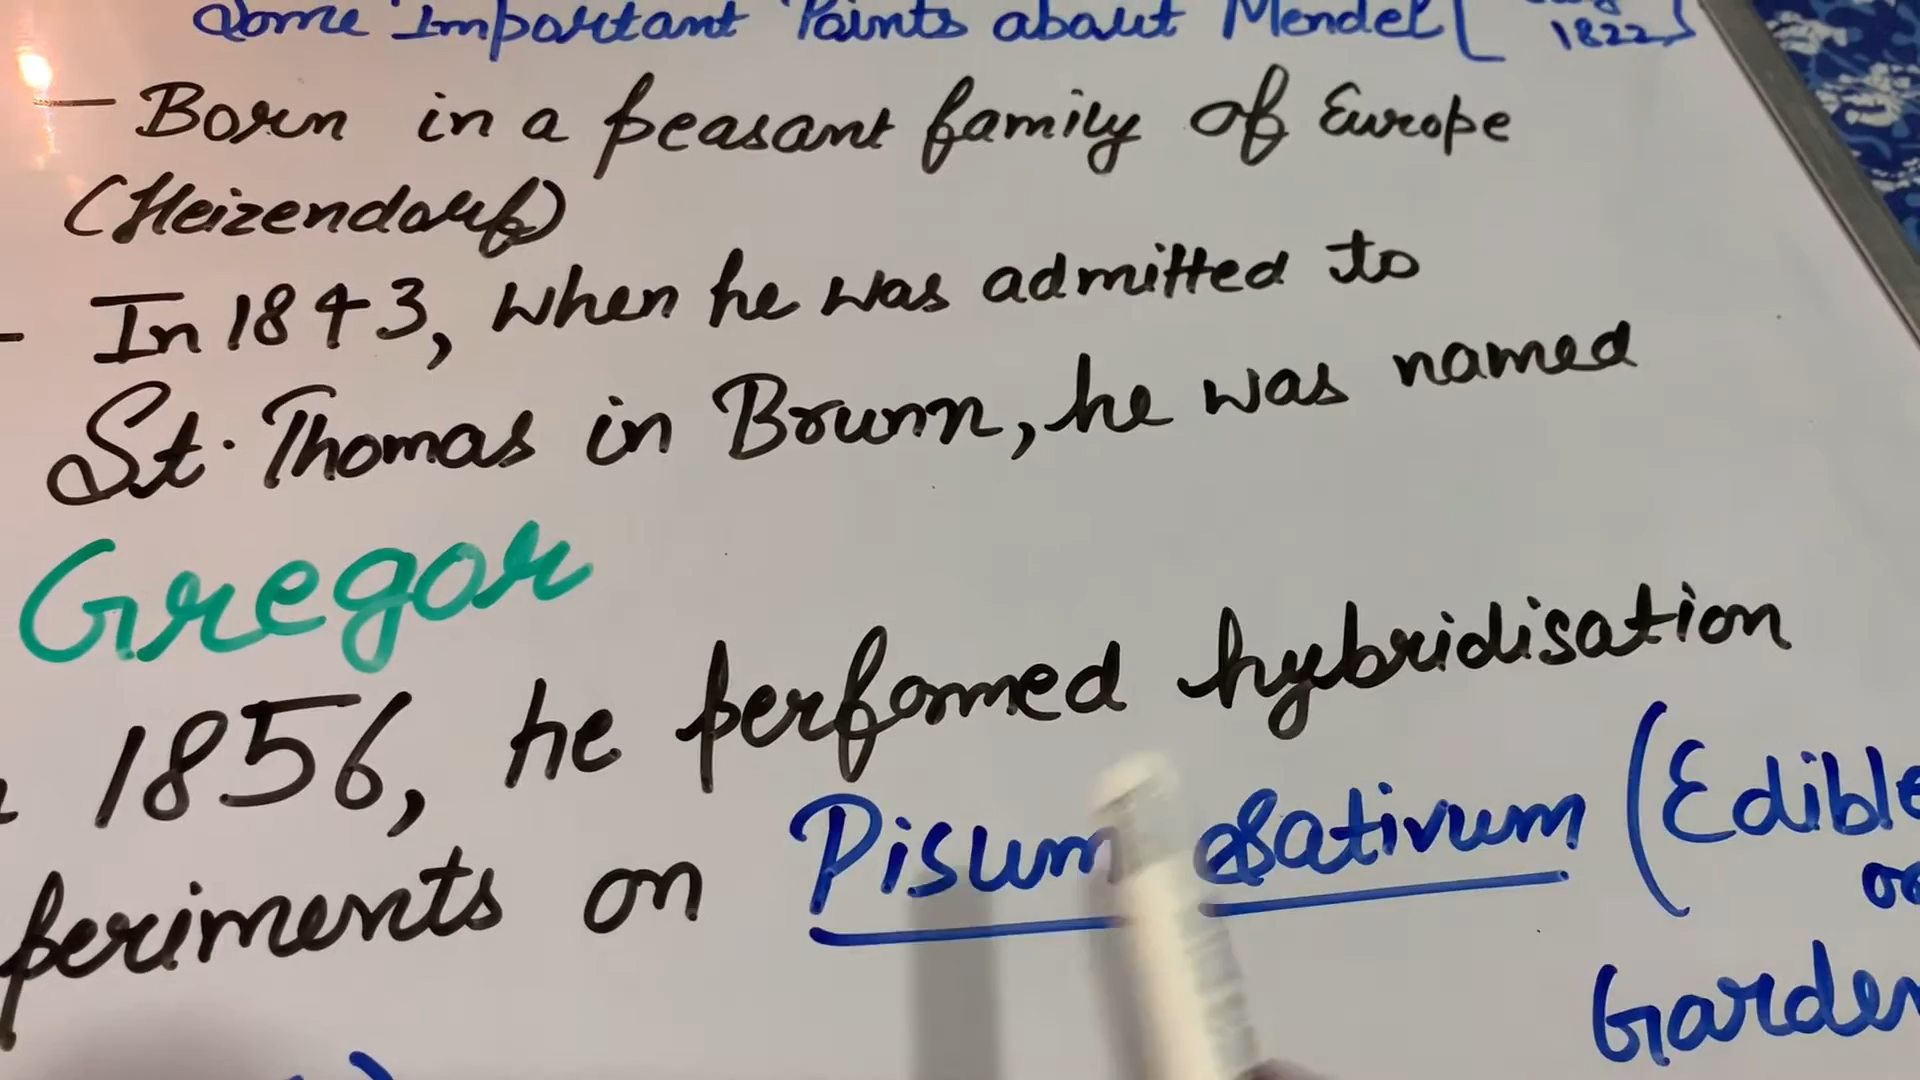 Some Important Points about Mendel [ 1822]
- Born in a peasant family of Europe
(Heizendorf)
- In 1843, when he was admitted to
St. Thomas in Brunn, he was named
Gregor
1856, he performed hybridisation
periments on Pisum sativum (Edible
or
Garden